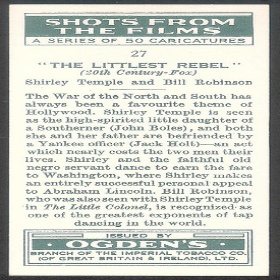 SHOTS FROM
THE FILMS
A SERIES OF 50 CARICATURES
27
"THE LITTLEST REBEL"
(20th Century-Fox)
Shirley Temple and Bill Robinson
The War of the North and South has
always been a favourite theme of
Hollywood. Shirley Temple is seen
as the high-spirited little daughter of
a Southerner (John Boles), and both
she and her father are befriended by
a Yankee officer (Jack Holt)—an act
which nearly costs the two men their
lives. Shirley and the faithful old
negro servant dance to earn the fare
to Washington, where Shirley makes
an entirely successful personal appeal
to Abraham Lincoln. Bill Robinson,
who was also seen with Shirley Temple
in The Little Colonel, is recognised as
one of the greatest exponents of tap
dancing in the world.
ISSUED BY
OGDEN'S
BRANCH OF THE IMPERIAL TOBACCO CO.
(OF GREAT BRITAIN & IRELAND), LTD.